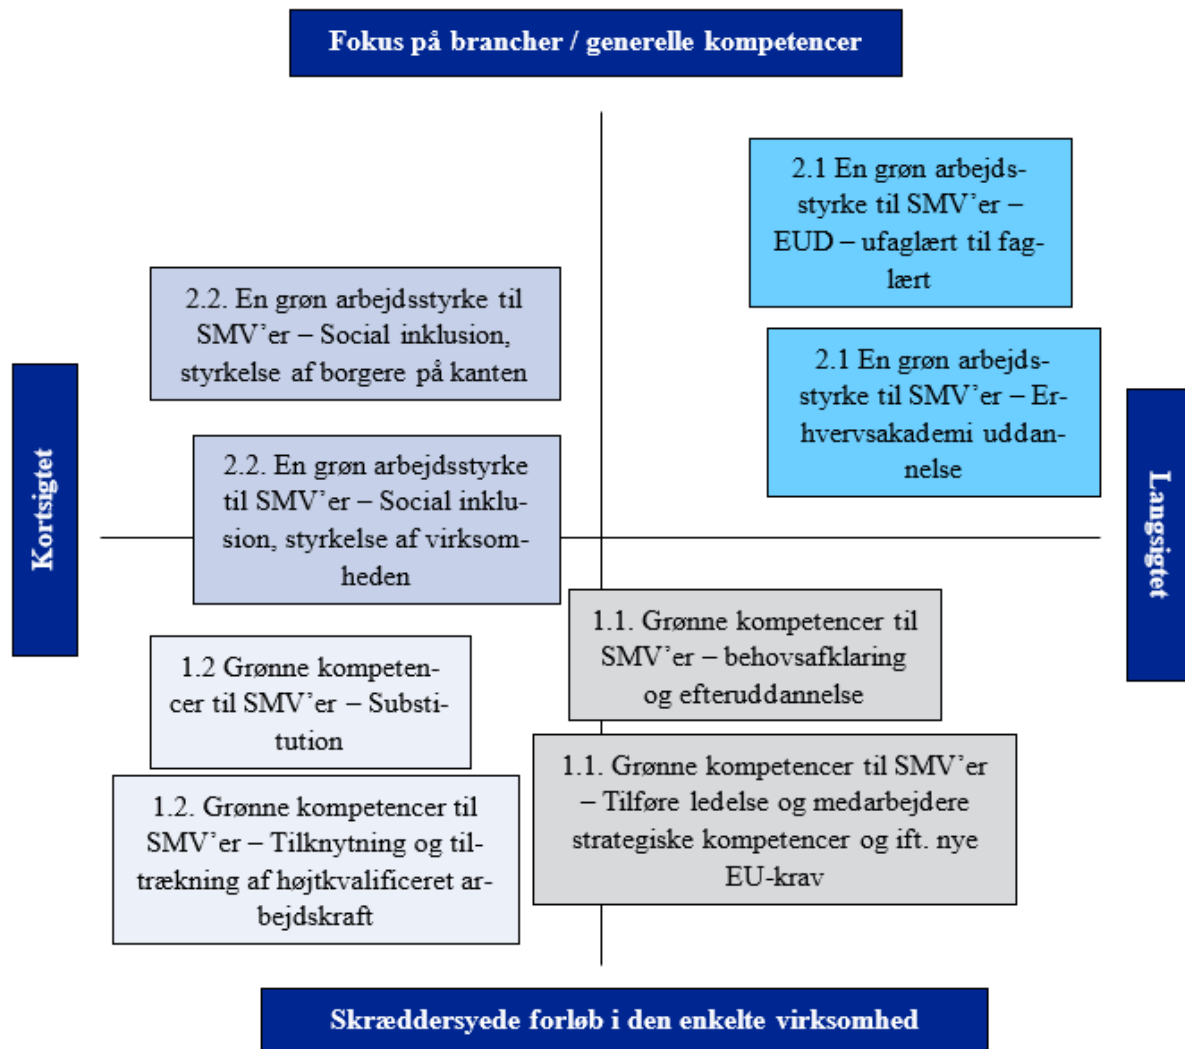 Fokus på brancher / generelle kompetencer
2.1 En grøn arbejds-
styrke til SMV’er –
EUD – ufaglært til fag-
lært
2.2. En grøn arbejdsstyrke til
SMV’er – Social inklusion,
styrkelse af borgere på kanten
2.1 En grøn arbejds-
styrke til SMV’er – Er-
hvervsakademi uddan-
nelse
Kortsigtet
2.2. En grøn arbejdsstyrke
til SMV’er – Social inklu-
sion, styrkelse af virksom-
heden
Langsigtet
1.1. Grønne kompetencer til
SMV’er – behovsafklaring
og efteruddannelse
1.2 Grønne kompeten-
cer til SMV’er – Substi-
tution
1.1. Grønne kompetencer til SMV’er
– Tilføre ledelse og medarbejdere
strategiske kompetencer og ift. nye
EU-krav
1.2. Grønne kompetencer til
SMV’er – Tilknytning og til-
trækning af højtkvalificeret ar-
bejdskraft
Skræddersyede forløb i den enkelte virksomhed